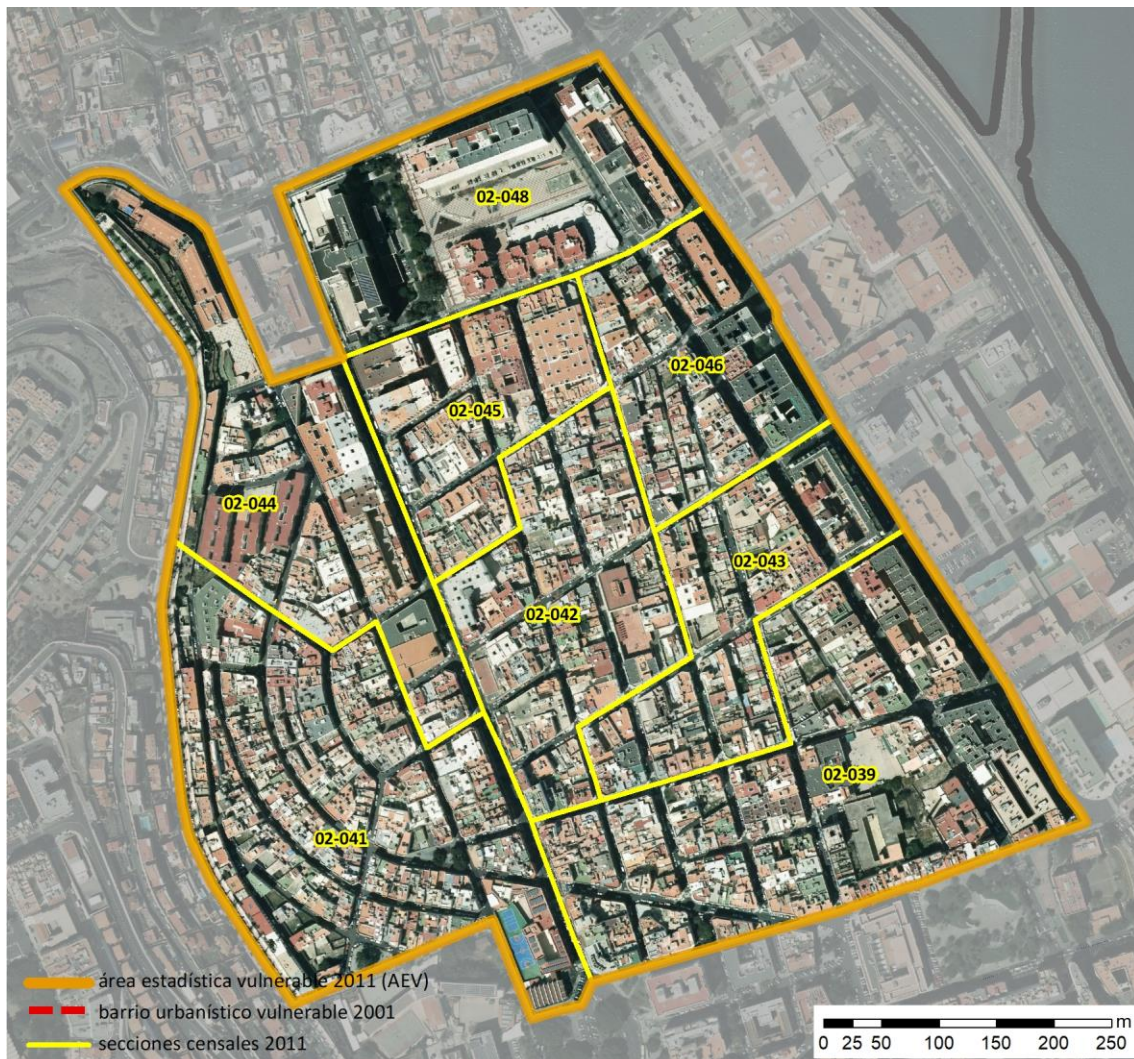 02-048
02-046
02-045
02-044
02-043
02-042
02-039
02-041
área estadística vulnerable 2011 (AEV)
barrio urbanístico vulnerable 2001
secciones censales 2011
m
0 25 50 100 150 200 250